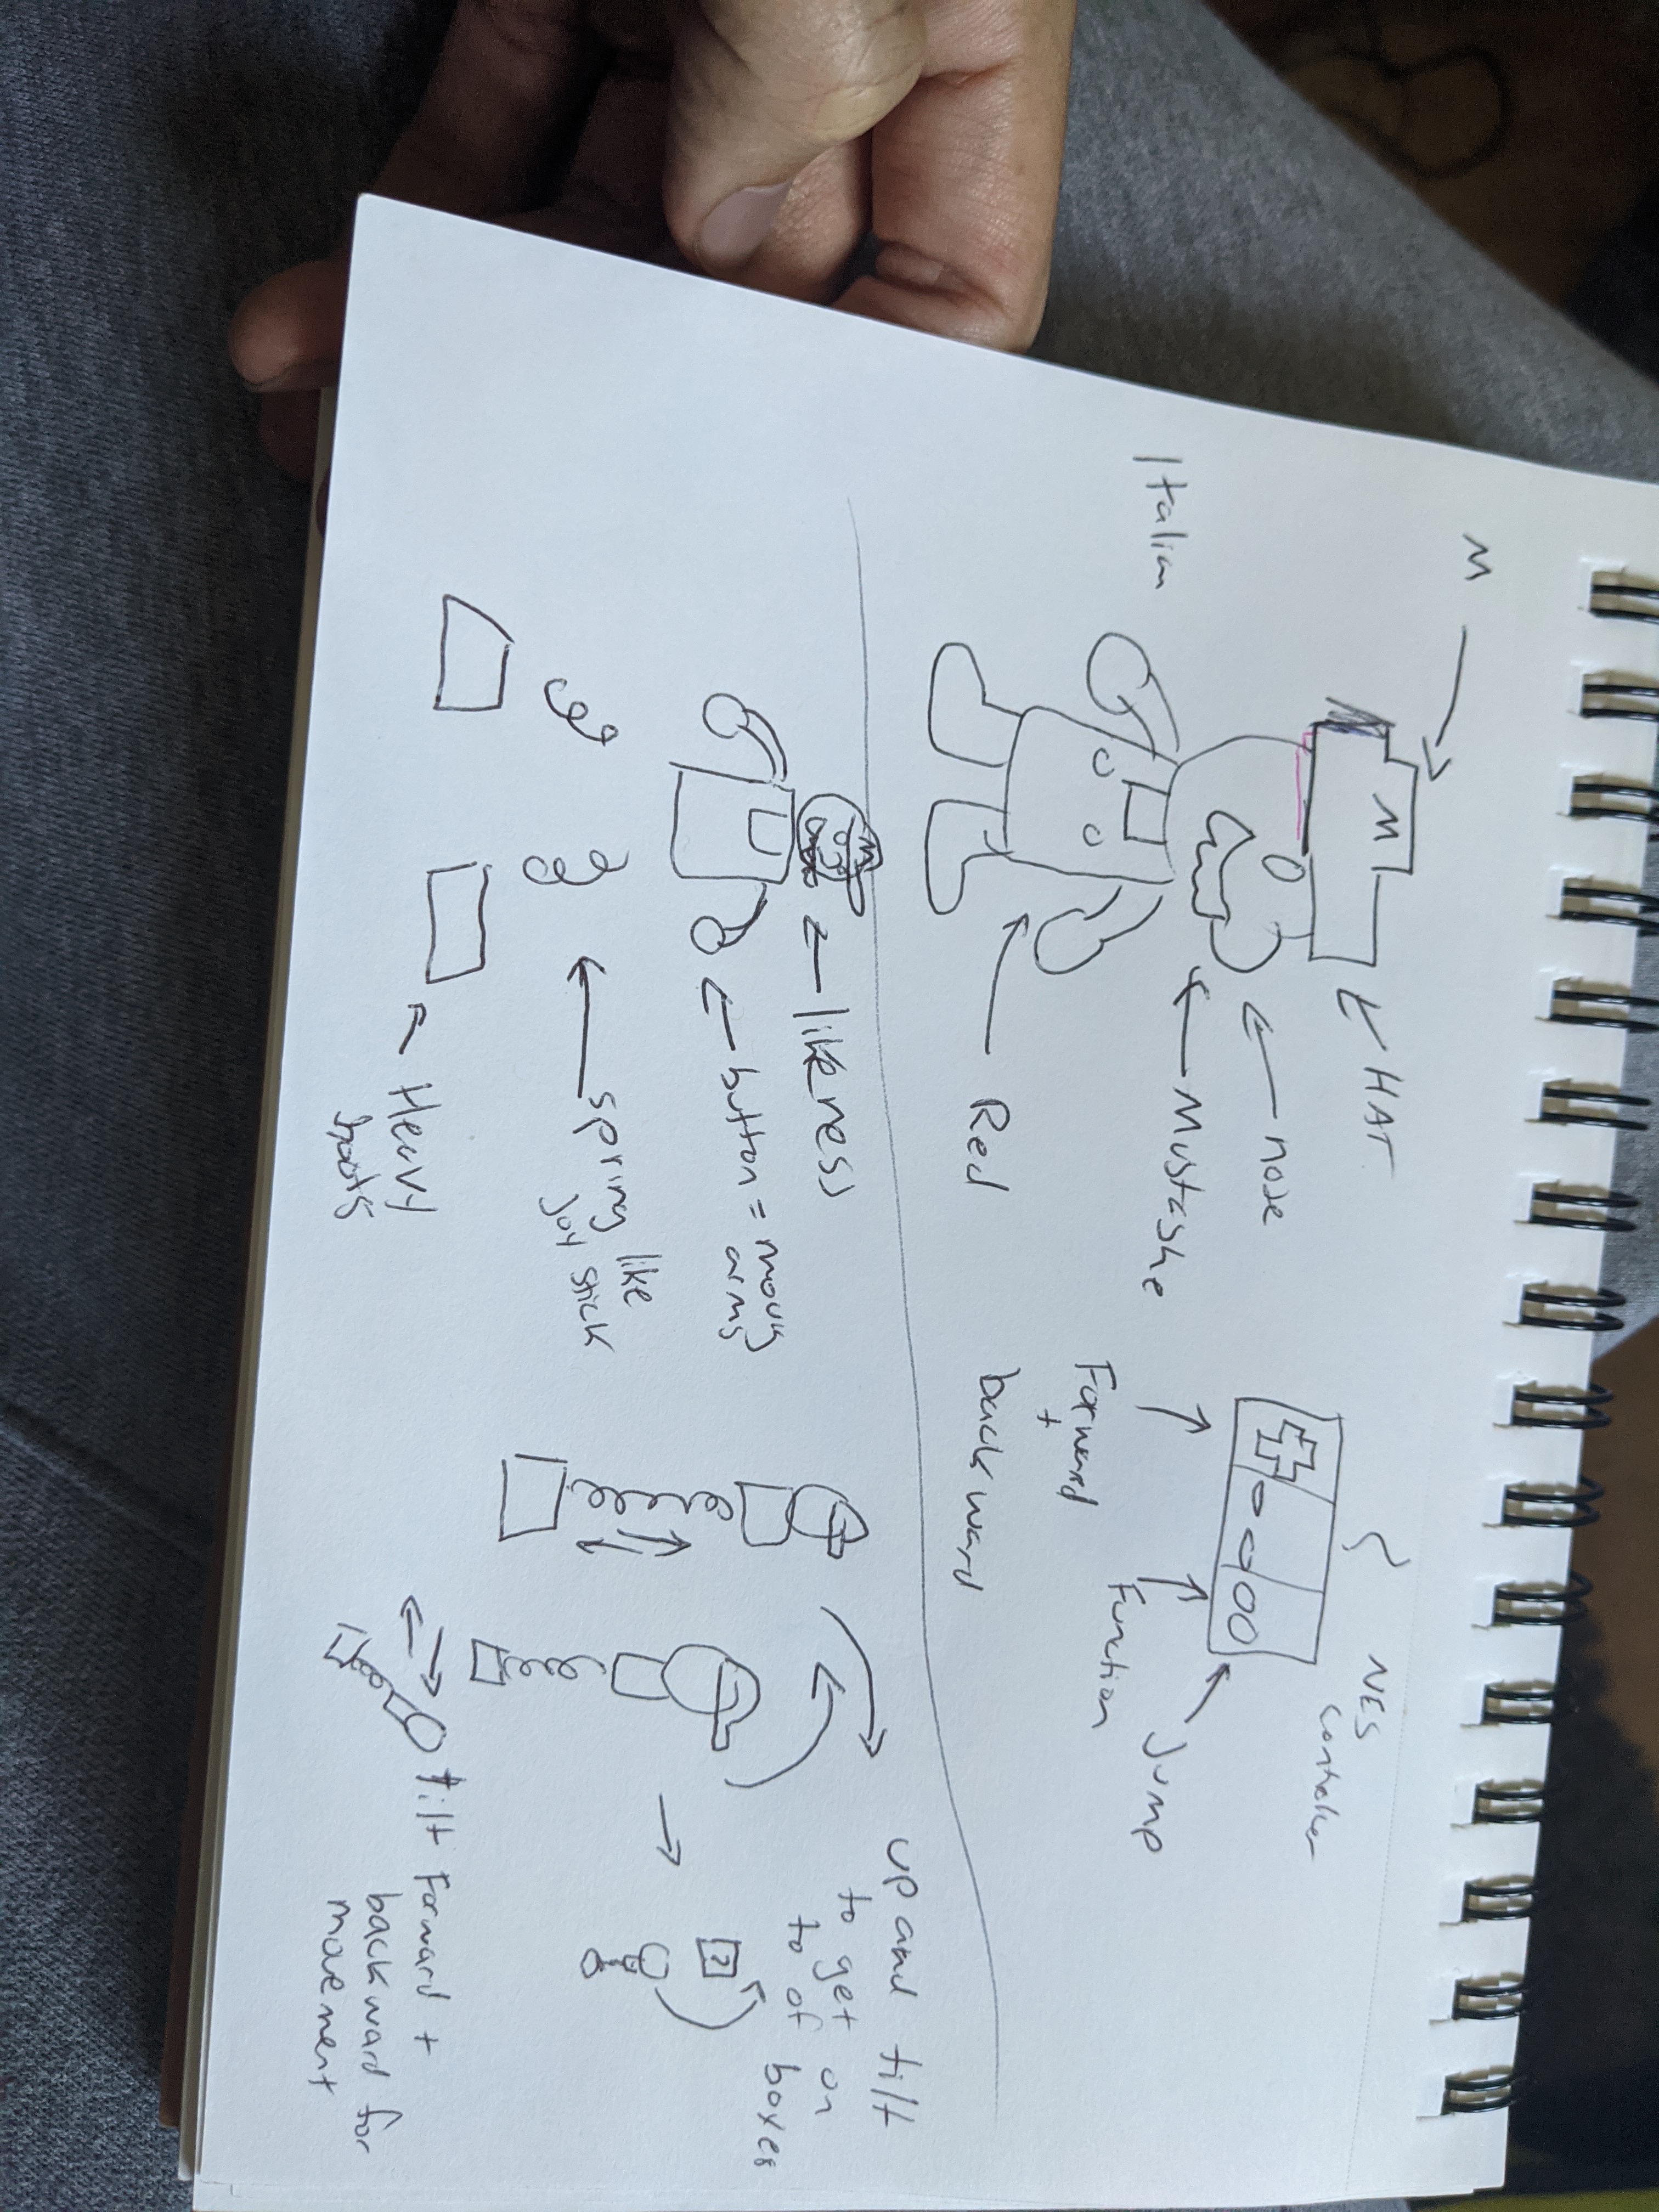 M
M
HAT
nose
Mustashe
Italian
Red
NES
Controller
Jump
Function
Forward
+
backward
M
likeness
button = moving
arms
spring like
Joy stick
Heavy
boots
up and tilt
to get on
to of boxes
?
tilt Forward +
backward for
movement